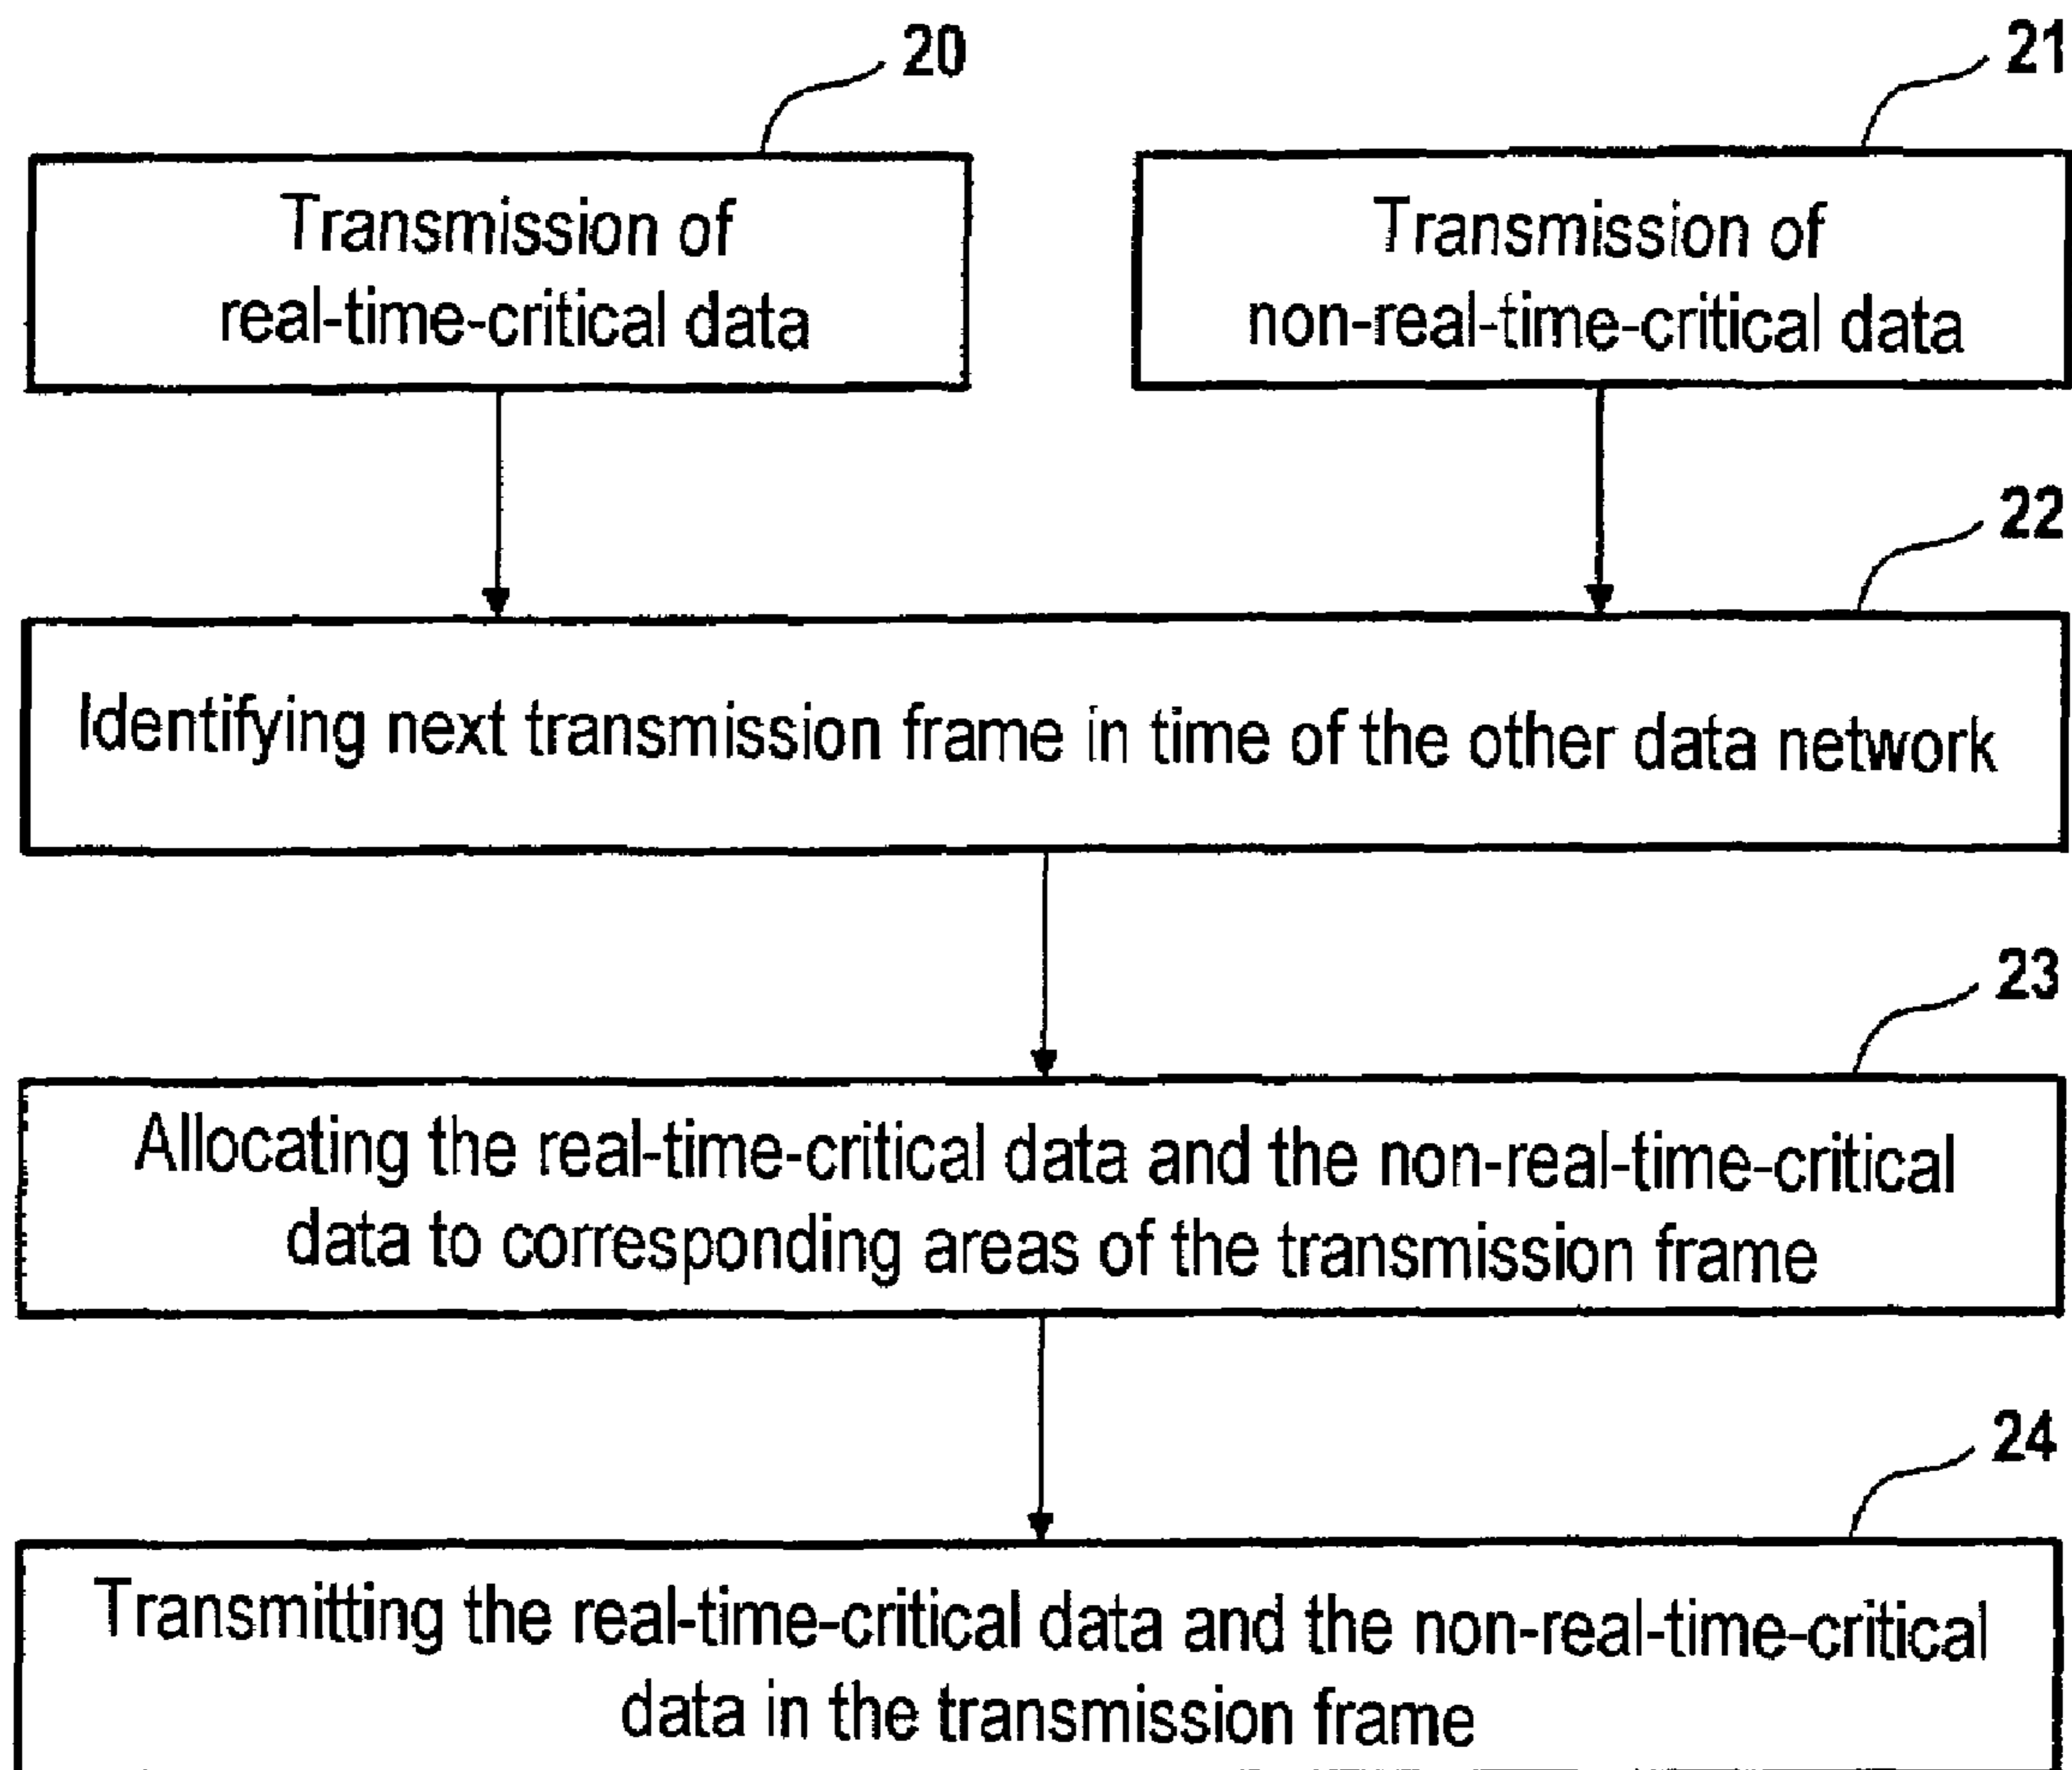 20
21
Transmission of
real-time-critical data
Transmission of
non-real-time-critical data
22
Identifying next transmission frame in time of the other data network
23
Allocating the real-time-critical data and the non-real-time-critical
data to corresponding areas of the transmission frame
24
Transmitting the real-time-critical data and the non-real-time-critical
data in the transmission frame